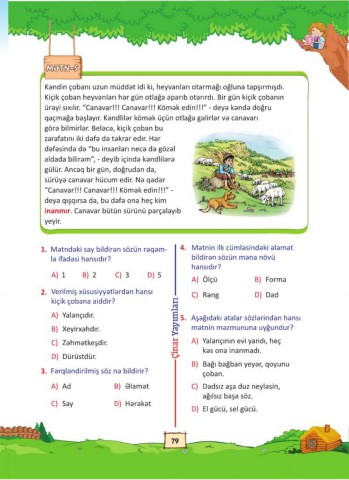 MƏTN-5
Kəndin çobanı uzun müddət idi ki, heyvanları otarmağı oğluna tapşırmışdı.
Kiçik çoban heyvanları hər gün otlağa aparıb otarırdı. Bir gün kiçik çobanın
ürəyi sıxılır. "Canavar!!! Canavar!!! Kömək edin!!!" - deyə kəndə doğru
qaçmağa başlayır. Kəndlilər kömək üçün otlağa gəlirlər və canavarı
görə bilmirlər. Beləcə, kiçik çoban bu
zarafatını iki dəfə də təkrar edir. Hər
dəfəsində də "bu insanları necə də gözəl
aldada bilirəm", - deyib içində kəndlilərə
gülür. Ancaq bir gün, doğrudan da,
sürüyə canavar hücum edir. Nə qədər
"Canavar!!! Canavar!!! Kömək edin!!!" -
deyə qışqırsa da, bu dəfə ona heç kim
inanmır. Canavar bütün sürünü parçalayıb
yeyir.
1. Mətndəki say bildirən sözün rəqəm-
lə ifadəsi hansıdır?
A) 1 B) 2 C) 3 D) 5
2. Verilmiş xüsusiyyətlərdən hansı
kiçik çobana aiddir?
A) Yalançıdır.
B) Xeyirxahdır.
C) Zəhmətkeşdir.
D) Dürüstdür.
3. Fərqləndirilmiş söz nə bildirir?
A) Ad B) Əlamət
C) Say D) Hərəkət
Çinar Yayımları
4. Mətnin ilk cümləsindəki əlamət
bildirən sözün məna növü
hansıdır?
A) Ölçü B) Forma
C) Rəng D) Dad
5. Aşağıdakı atalar sözlərindən hansı
mətnin məzmununa uyğundur?
A) Yalançının evi yandı, heç
kəs ona inanmadı.
B) Bağı bağban yeyər, qoyunu
çoban.
C) Dadsız aşa duz neyləsin,
ağılsız başa söz.
D) El gücü, sel gücü.
79